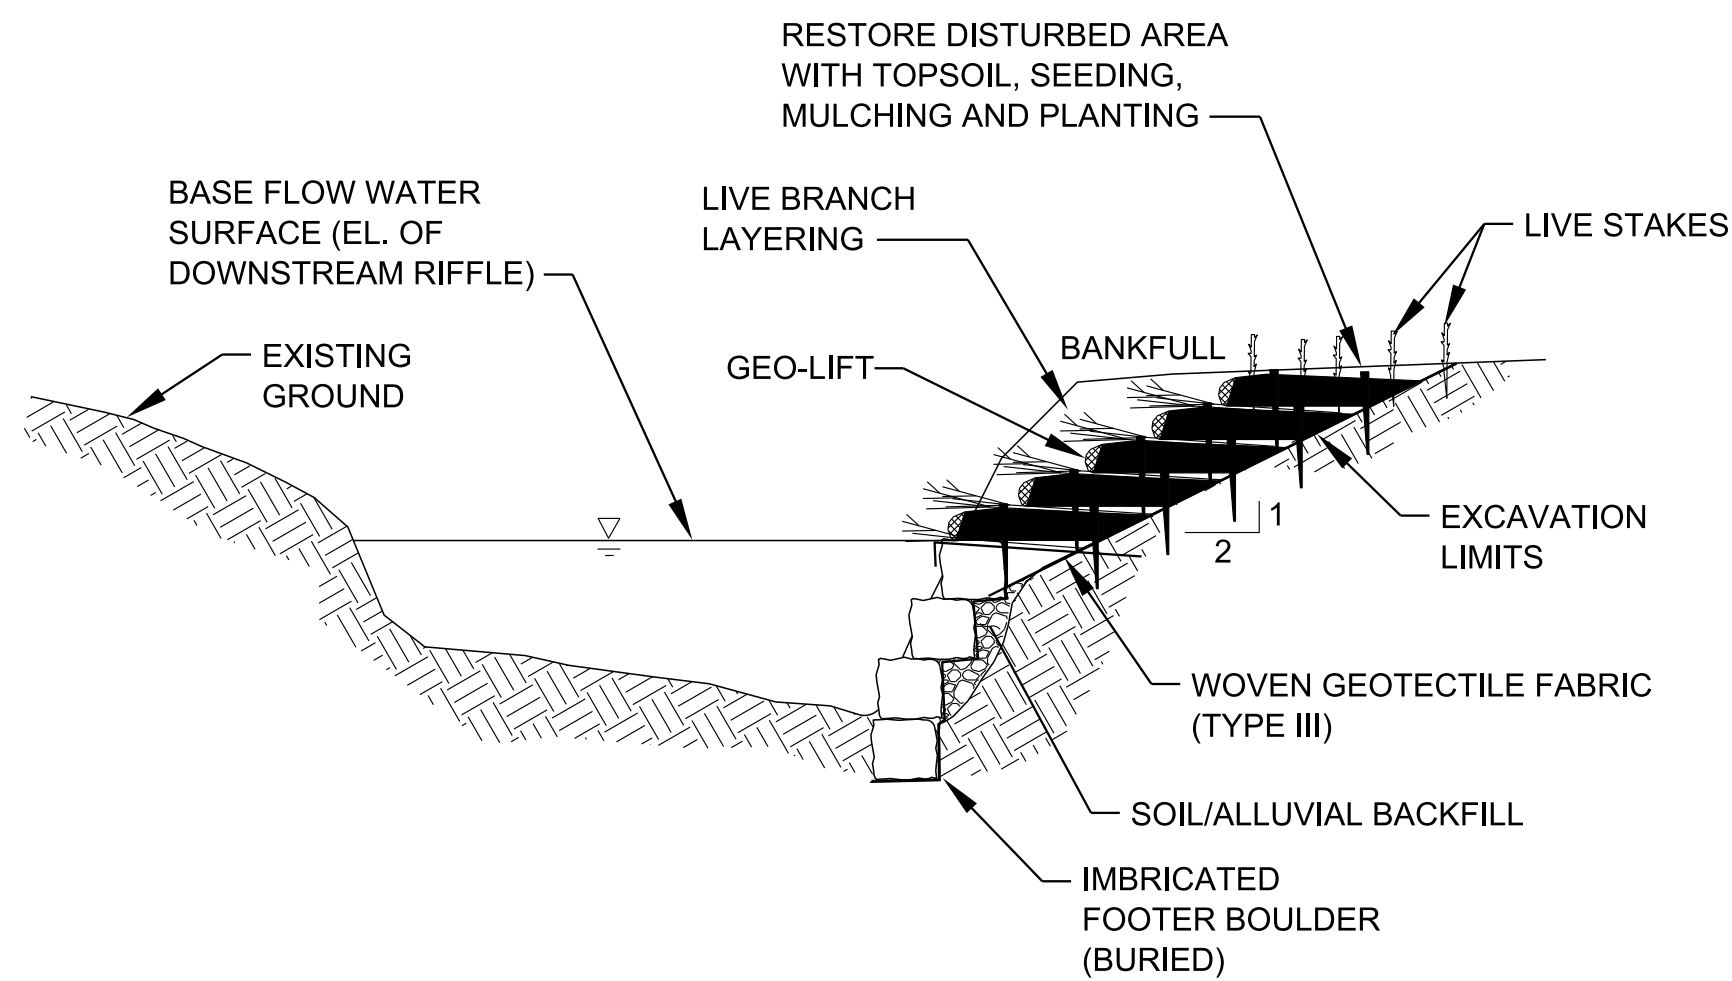 RESTORE DISTURBED AREA
WITH TOPSOIL, SEEDING,
MULCHING AND PLANTING
BASE FLOW WATER
SURFACE (EL. OF
DOWNSTREAM RIFFLE)
LIVE BRANCH
LAYERING
LIVE STAKES
EXISTING
GROUND
GEO-LIFT
BANKFULL
1
2
EXCAVATION
LIMITS
WOVEN GEOTECTILE FABRIC
(TYPE III)
SOIL/ALLUVIAL BACKFILL
IMBRICATED
FOOTER BOULDER
(BURIED)